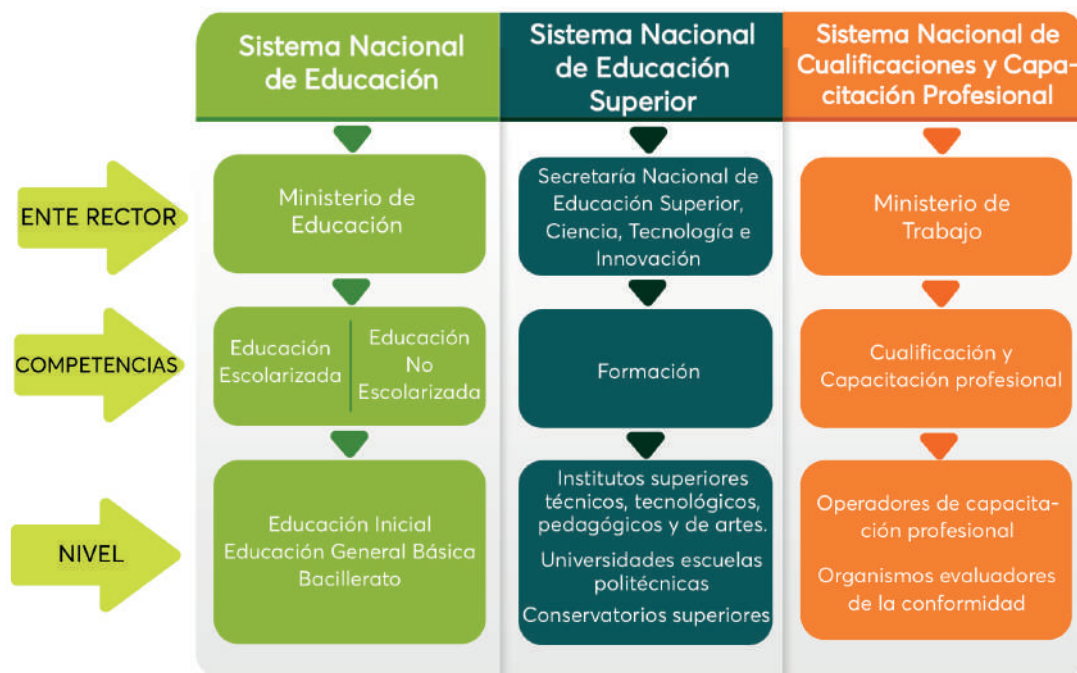 Sistema Nacional
de Educación
Sistema Nacional
de Educación
Superior
Sistema Nacional de
Cualificaciones y Capa-
citación Profesional
ENTE RECTOR
Ministerio de
Educación
Secretaría Nacional de
Educación Superior,
Ciencia, Tecnología e
Innovación
Ministerio de
Trabajo
COMPETENCIAS
Educación
Escolarizada
Educación
No
Escolarizada
Formación
Cualificación y
Capacitación profesional
NIVEL
Educación Inicial
Educación General Básica
Bacillerato
Institutos superiores
técnicos, tecnológicos,
pedagógicos y de artes.
Universidades escuelas
politécnicas
Conservatorios superiores
Operadores de capacita-
ción profesional
Organismos evaluadores
de la conformidad